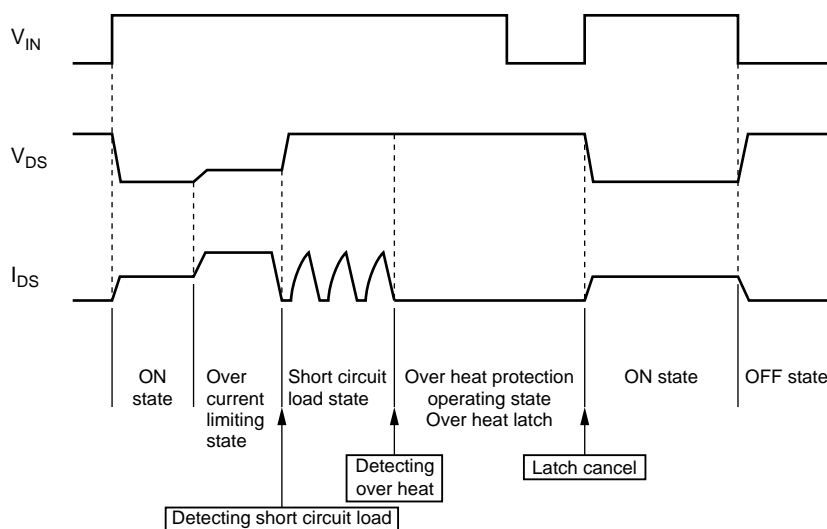 V_IN
V_DS
I_DS
ON
state
Over
current
limiting
state
Short circuit
load state
Over heat protection
operating state
Over heat latch
ON state
OFF state
Detecting
over heat
Latch cancel
Detecting short circuit load